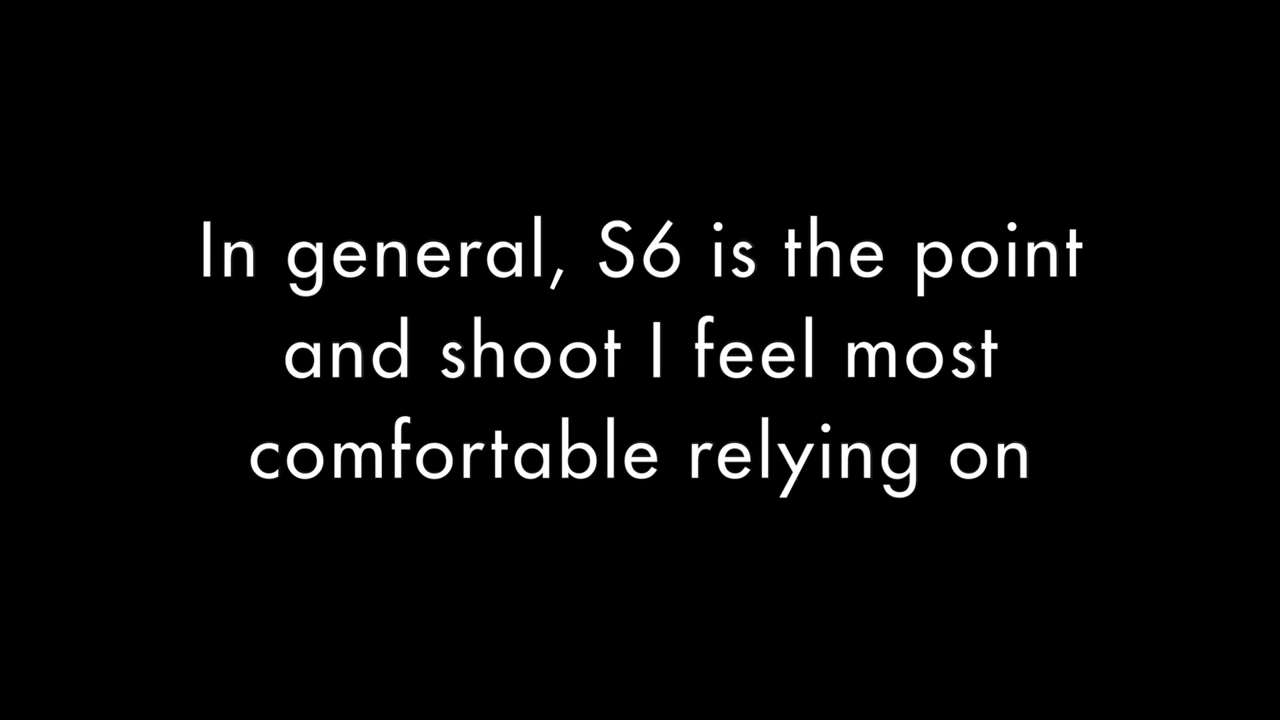 In general, S6 is the point
and shoot I feel most
comfortable relying on